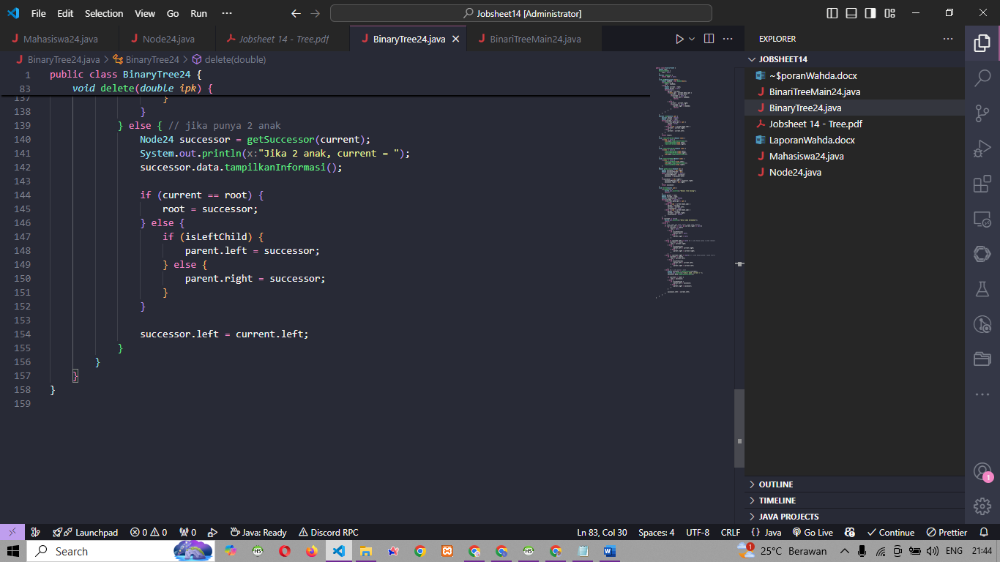 File Edit Selection View Go Run ··· Jobsheet14 [Administrator]
Mahasiswa24.java Node24.java Jobsheet 14 - Tree.pdf BinaryTree24.java BinariTreeMain24.java
BinaryTree24.java > BinaryTree24 > delete(double)
1 public class BinaryTree24 {
83 void delete(double ipk) {
137 }
138 }
139 } else { // jika punya 2 anak
140 Node24 successor = getSuccessor(current);
141 System.out.println(x:"Jika 2 anak, current = ");
142 successor.data.tampilkanInformasi();
143
144 if (current == root) {
145 root = successor;
146 } else {
147 if (isLeftChild) {
148 parent.left = successor;
149 } else {
150 parent.right = successor;
151 }
152 }
153
154 successor.left = current.left;
155 }
156 }
157 }
158 }
159
EXPLORER
JOBSHEET14
~$poranWahda.docx
BinariTreeMain24.java
BinaryTree24.java
Jobsheet 14 - Tree.pdf
LaporanWahda.docx
Mahasiswa24.java
Node24.java
OUTLINE
TIMELINE
JAVA PROJECTS
1
Launchpad 0 0 0 Java: Ready Discord RPC Ln 83, Col 30 Spaces: 4 UTF-8 CRLF {} Java Go Live Continue Prettier
Search 1 25°C Berawan ENG 21:44